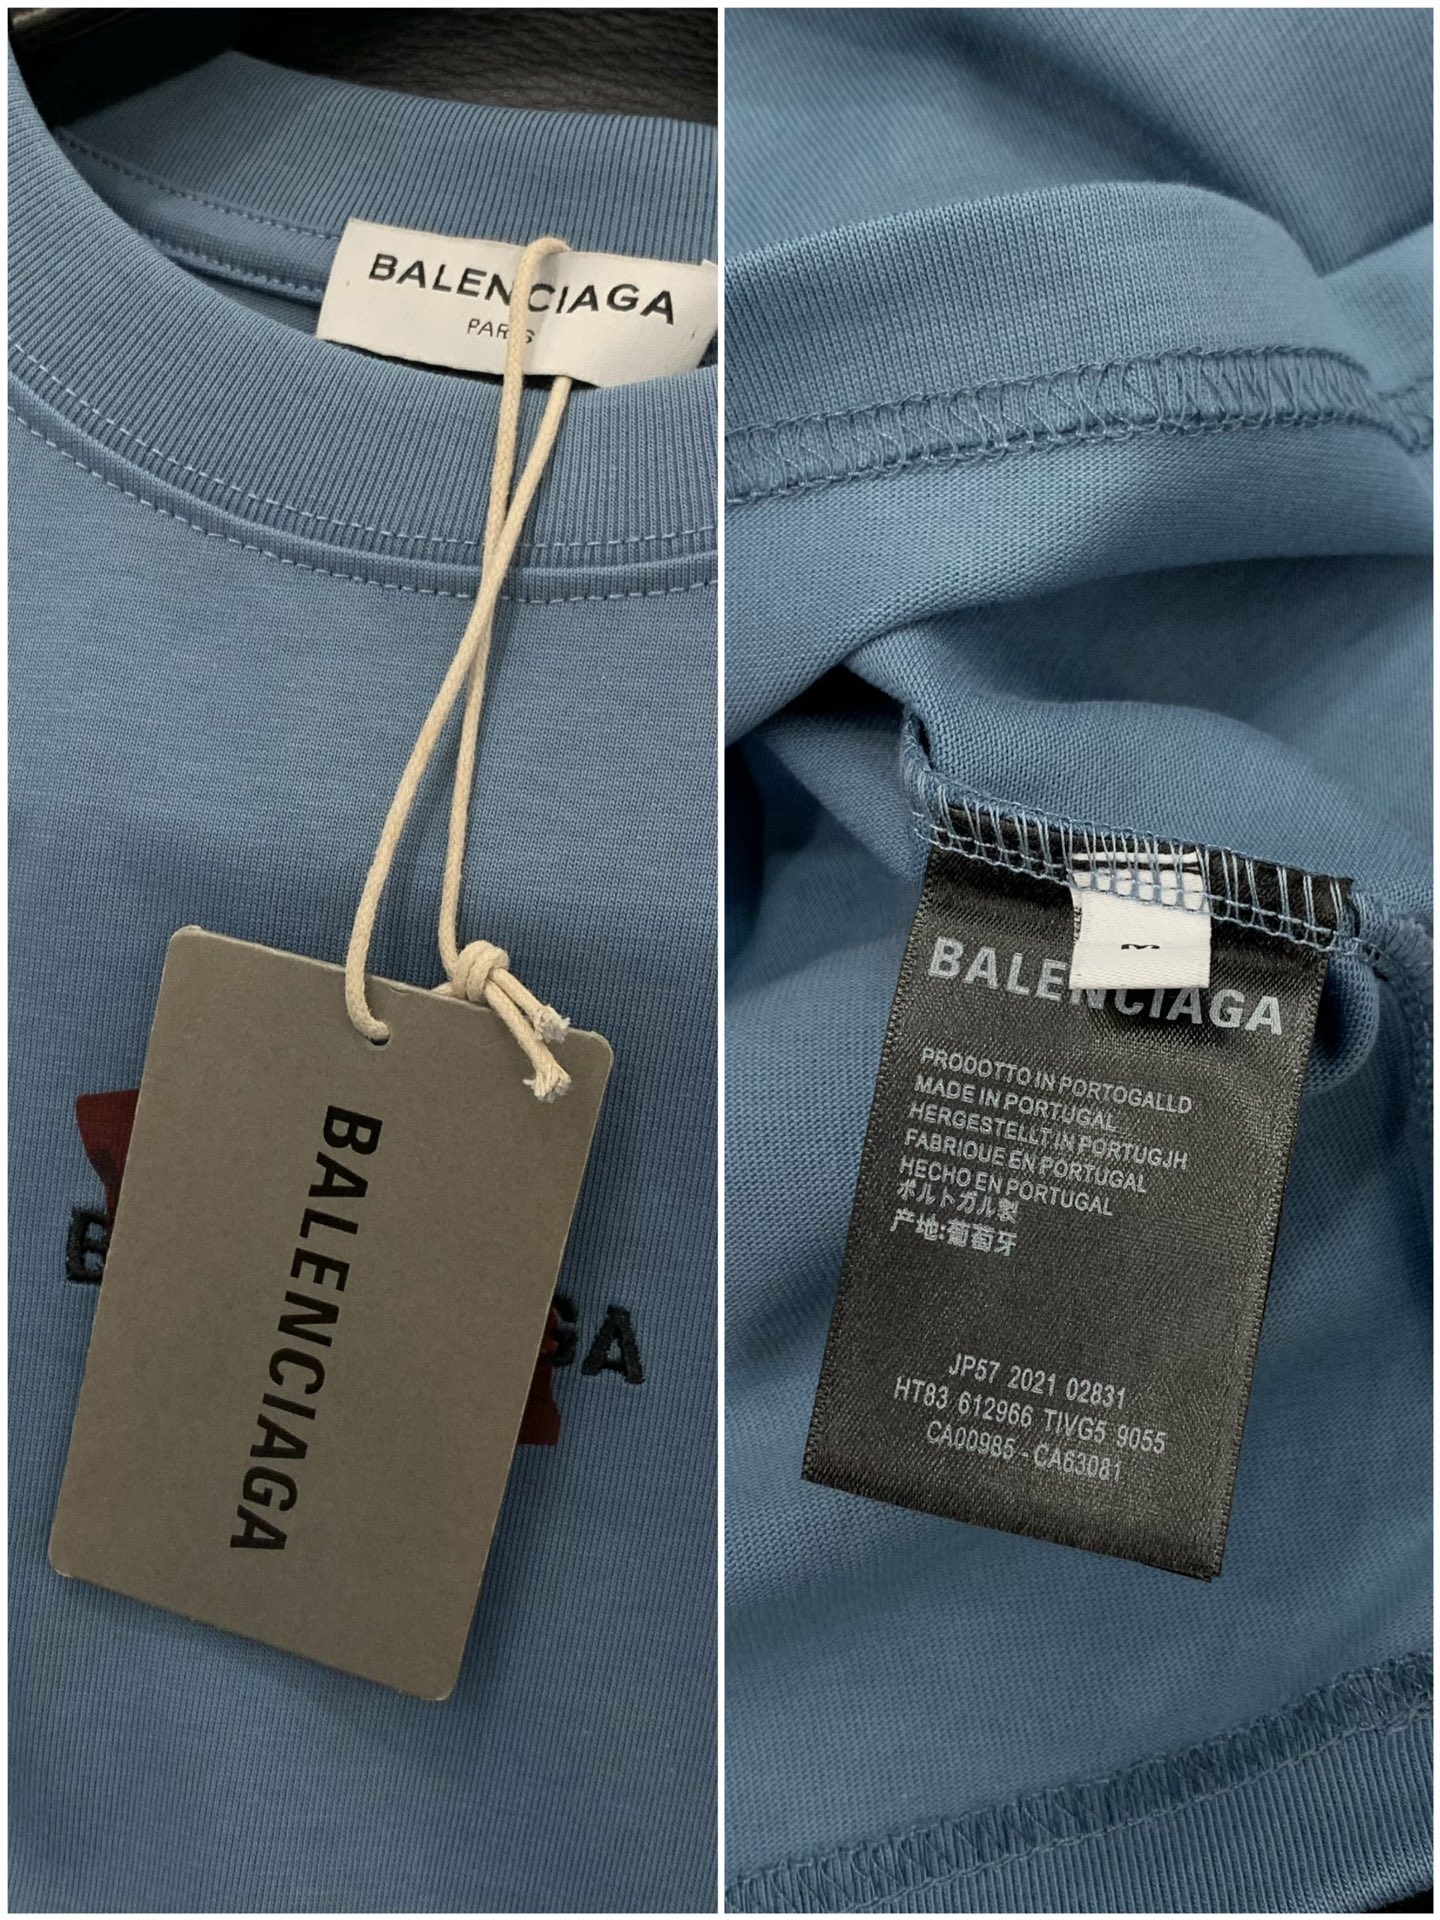 BALENCIAGA
PARIS
BALENCIAGA
B
GA
BALENCIAGA
PRODOTTO IN PORTOGALLD
MADE IN PORTUGAL
HERGESTELLT IN PORTUGJH
FABRIOUE EN PORTUGAL
HECHO EN PORTUGAL
ポルトガル製
产地:葡萄牙
JP57 2021 02831
HT83 612966 TIVG5 9055
CA00985 - CA63081